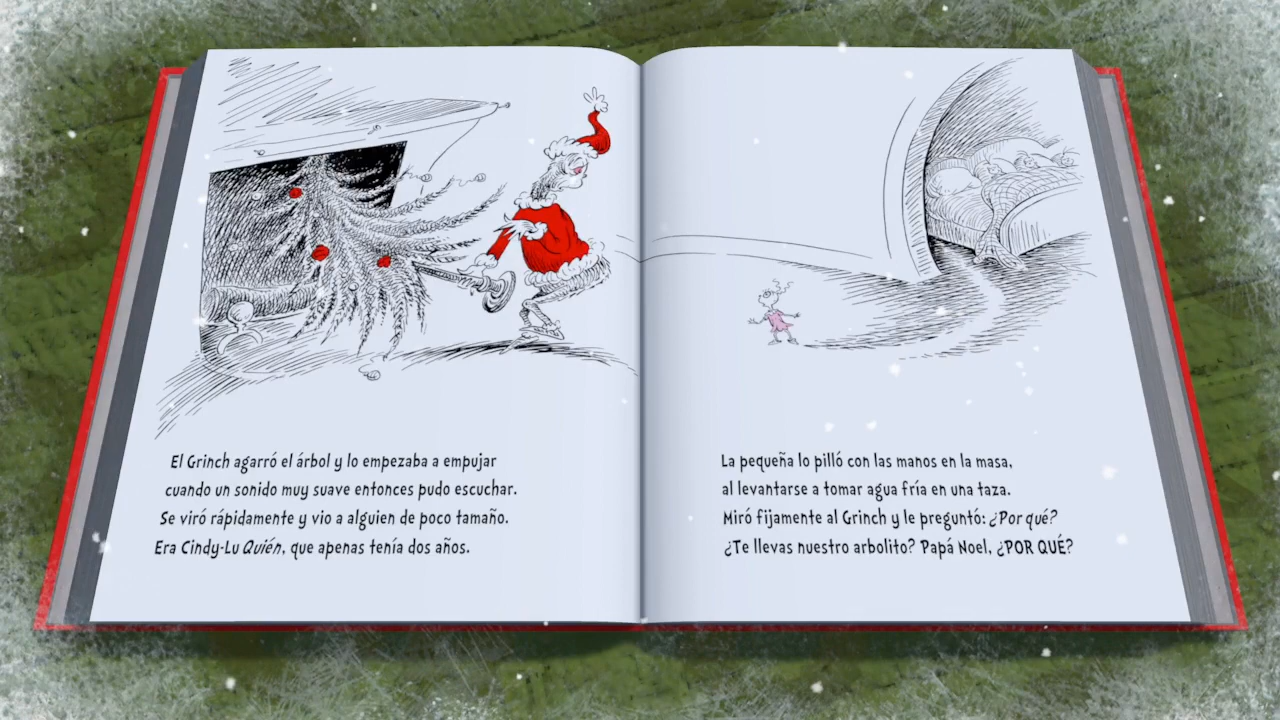 El Grinch agarró el árbol y lo empezaba a empujar
cuando un sonido muy suave entonces pudo escuchar.
Se viró rápidamente y vio a alguien de poco tamaño.
Era Cindy-Lu Quién, que apenas tenía dos años.
La pequeña lo pilló con las manos en la masa,
al levantarse a tomar agua fría en una taza.
Miró fijamente al Grinch y le preguntó: ¿Por qué?
¿Te llevas nuestro arbolito? Papá Noel, ¿POR QUÉ?